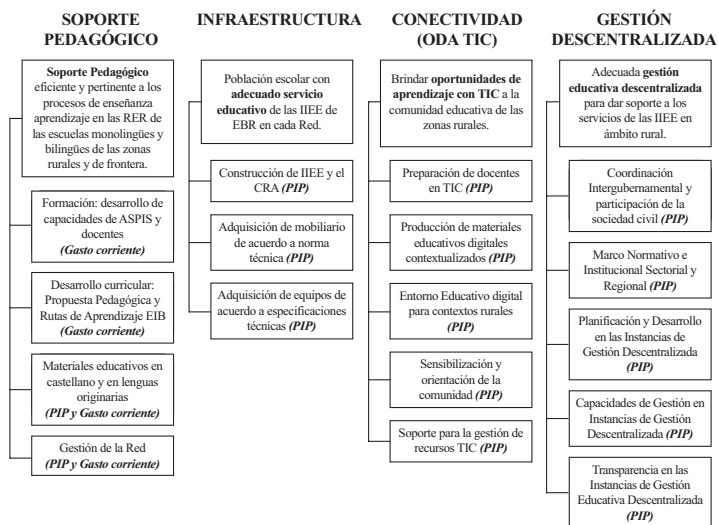 SOPORTE
PEDAGÓGICO
Soporte Pedagógico
eficiente y pertinente a los
procesos de enseñanza
aprendizaje en las RER de
las escuelas monolingües y
bilingües de las zonas
rurales y de frontera.
Formación: desarrollo de
capacidades de ASPIS y
docentes
(Gasto corriente)
Desarrollo curricular:
Propuesta Pedagógica y
Rutas de Aprendizaje EIB
(Gasto corriente)
Materiales educativos en
castellano y en lenguas
originarias
(PIP y Gasto corriente)
Gestión de la Red
(PIP y Gasto corriente)
INFRAESTRUCTURA
Población escolar con
adecuado servicio
educativo de las IIEE de
EBR en cada Red.
Construcción de IIEE y el
CRA (PIP)
Adquisición de mobiliario
de acuerdo a norma
técnica (PIP)
Adquisición de equipos de
acuerdo a especificaciones
técnicas (PIP)
CONECTIVIDAD
(ODA TIC)
Brindar oportunidades de
aprendizaje con TIC a la
comunidad educativa de las
zonas rurales.
Preparación de docentes
en TIC (PIP)
Producción de materiales
educativos digitales
contextualizados (PIP)
Entorno Educativo digital
para contextos rurales
(PIP)
Sensibilización y
orientación de la
comunidad (PIP)
Soporte para la gestión de
recursos TIC (PIP)
GESTIÓN
DESCENTRALIZADA
Adecuada gestión
educativa descentralizada
para dar soporte a los
servicios de las IIEE en
ámbito rural.
Coordinación
Intergubernamental y
participación de la
sociedad civil (PIP)
Marco Normativo e
Institucional Sectorial y
Regional (PIP)
Planificación y Desarrollo
en las Instancias de
Gestión Descentralizada
(PIP)
Capacidades de Gestión en
Instancias de Gestión
Descentralizada (PIP)
Transparencia en las
Instancias de Gestión
Educativa Descentralizada
(PIP)